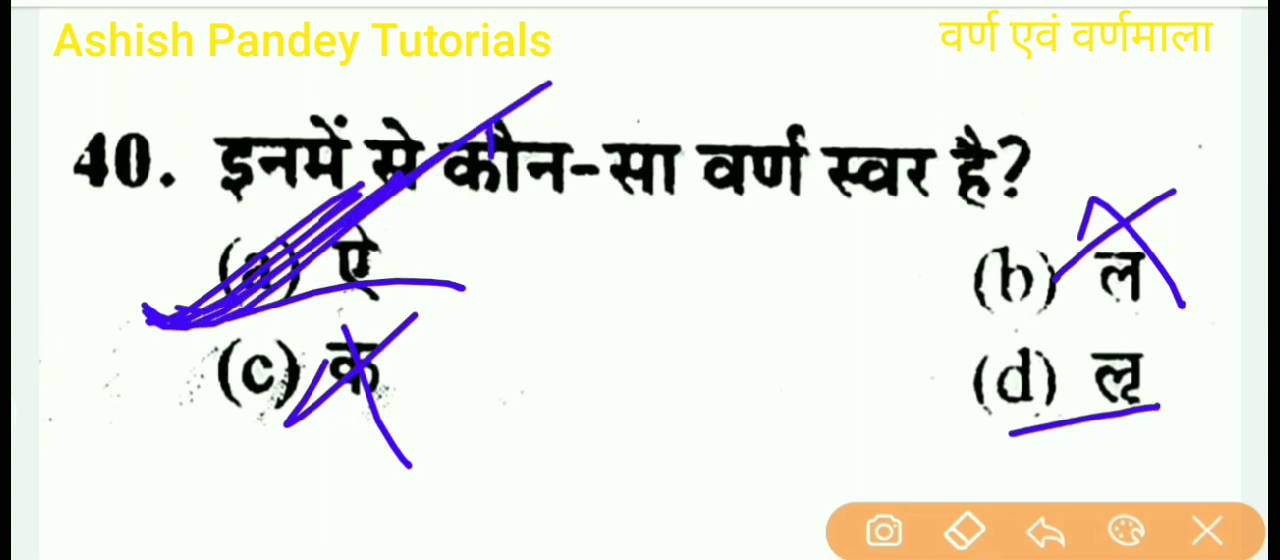 Ashish Pandey Tutorials वर्ण एवं वर्णमाला
40. इनमें से कौन-सा वर्ण स्वर है?
(a) ऐ (b) ल
(c) क (d) ऌ